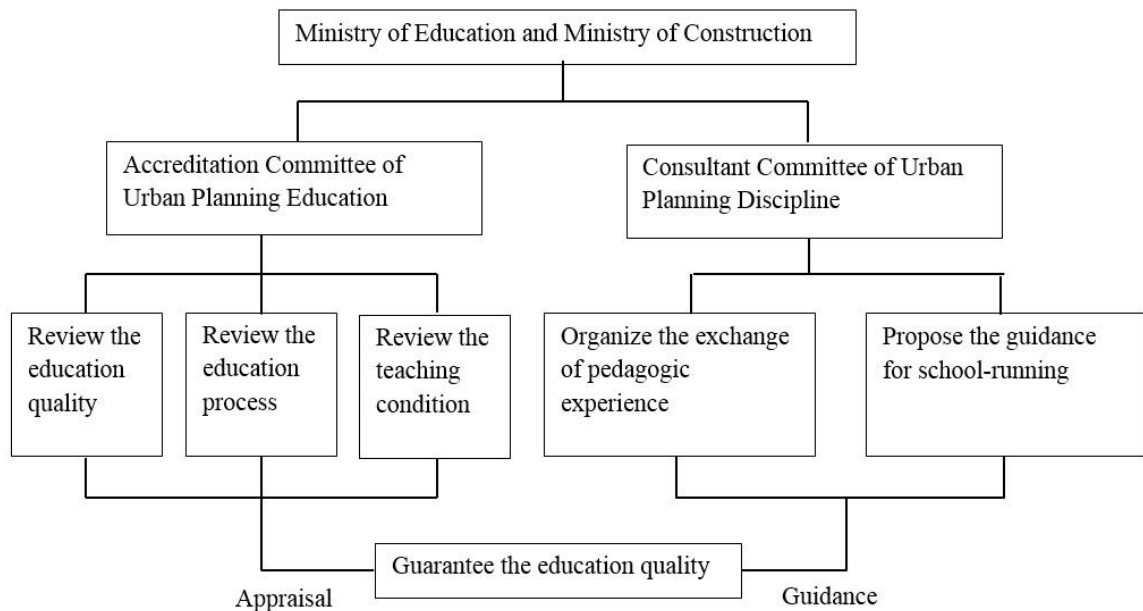 Ministry of Education and Ministry of Construction
Accreditation Committee of
Urban Planning Education
Consultant Committee of Urban
Planning Discipline
Review the
education
quality
Review the
education
process
Review the
teaching
condition
Organize the exchange
of pedagogic
experience
Propose the guidance
for school-running
Guarantee the education quality
Appraisal
Guidance